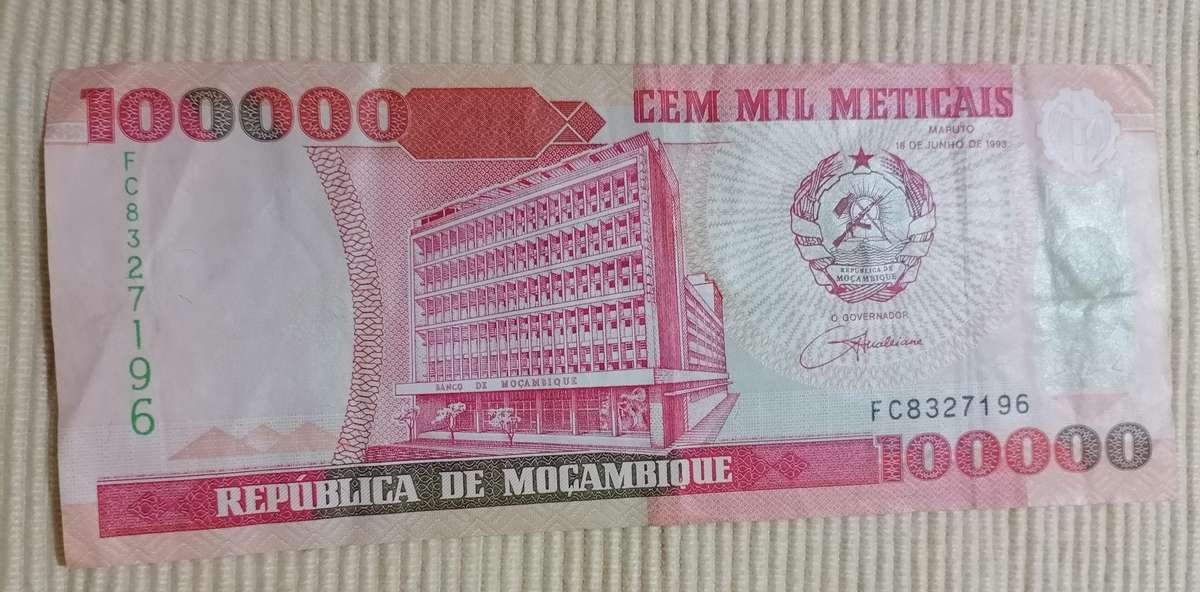 100000
CEM MIL METICAIS
MAPUTO
16 DE JUNHO DE 1993
FC8327196
REPÚBLICA DE
MOÇAMBIQUE
O GOVERNADOR
BANCO DE MOÇAMBIQUE
FC8327196
100000
REPÚBLICA DE MOÇAMBIQUE